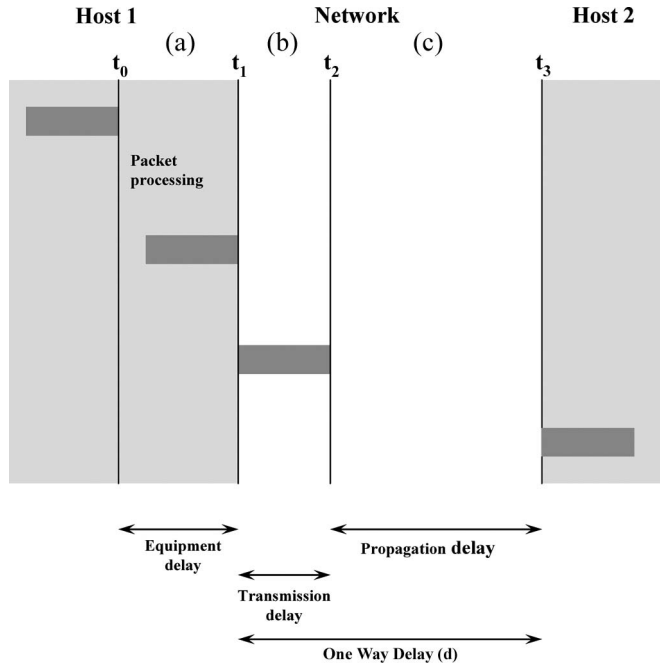 Host 1
Network
Host 2
(a)
(b)
(c)
t0
t1
t2
t3
Packet
processing
Equipment
delay
Propagation delay
Transmission
delay
One Way Delay (d)